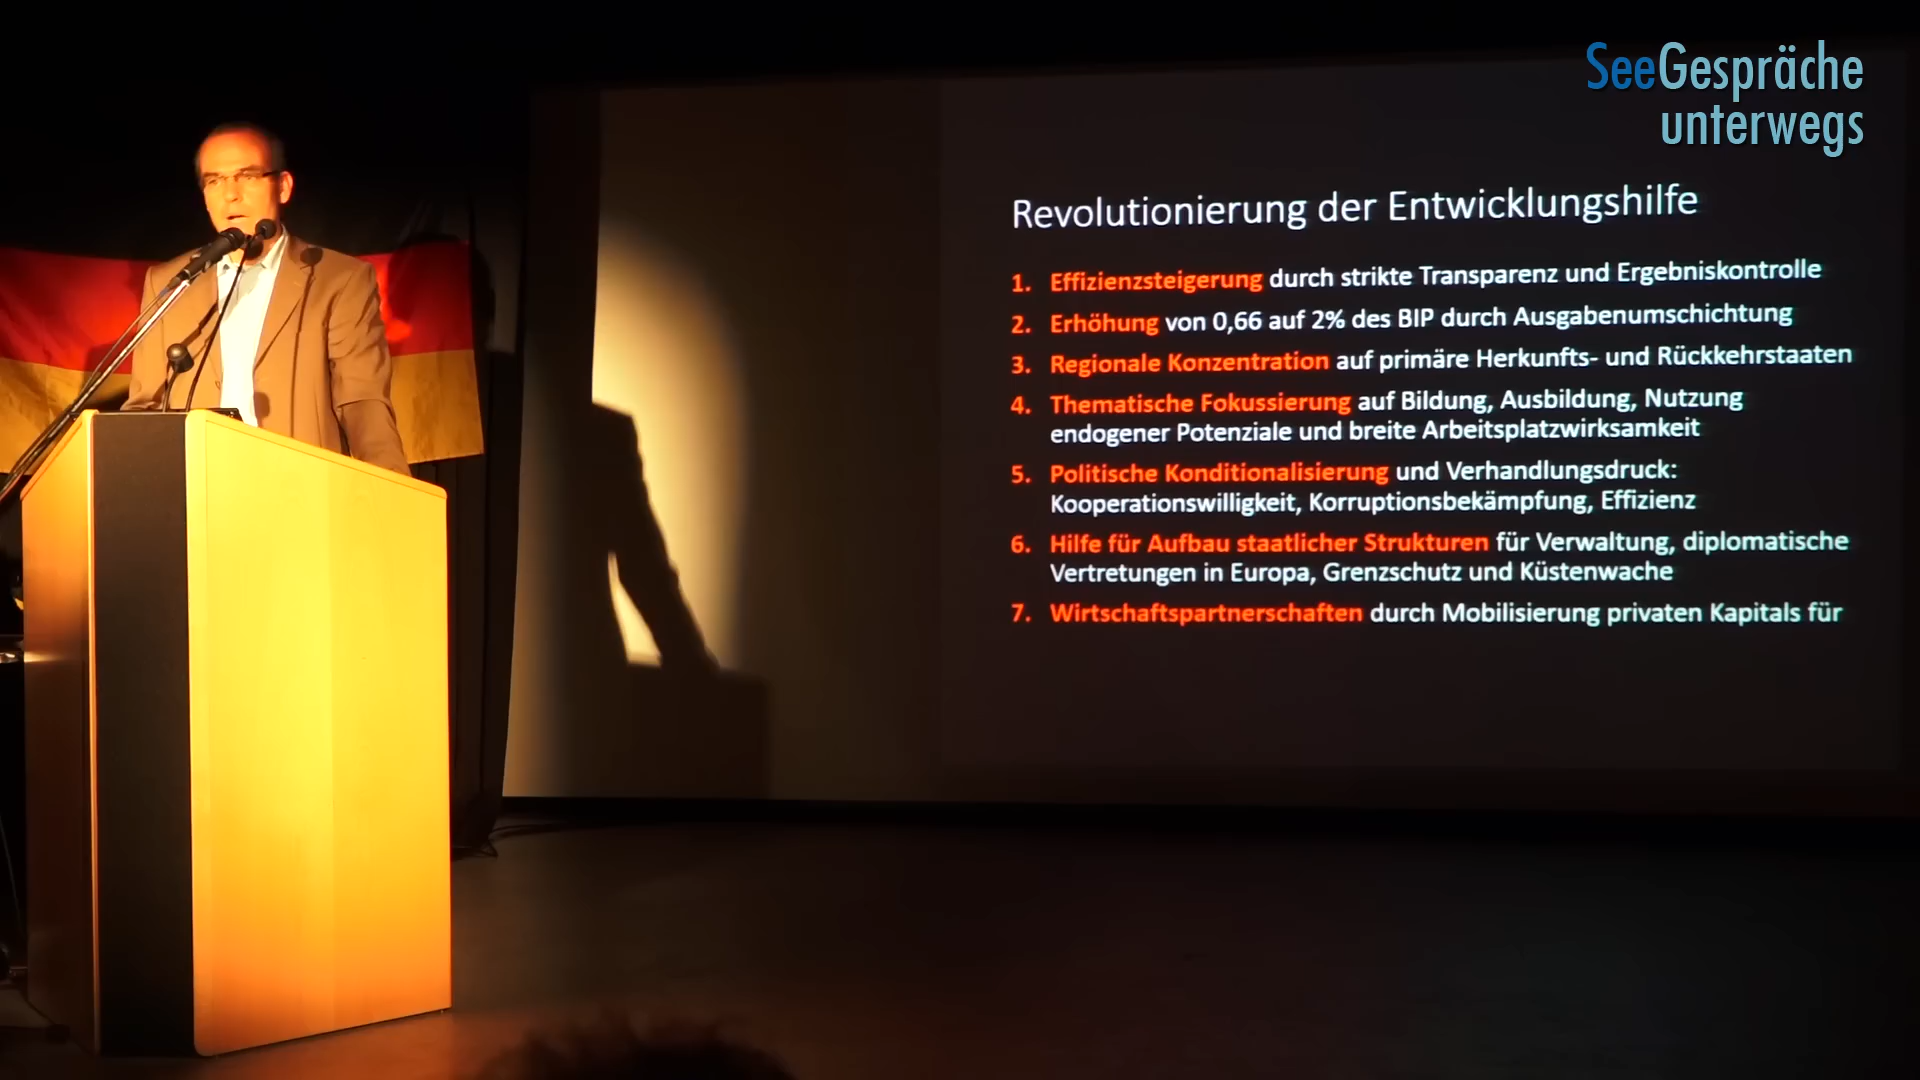 SeeGespräche
unterwegs
Revolutionierung der Entwicklungshilfe
1. Effizienzsteigerung durch strikte Transparenz und Ergebniskontrolle
2. Erhöhung von 0,66 auf 2% des BIP durch Ausgabenumschichtung
3. Regionale Konzentration auf primäre Herkunfts- und Rückkehrstaaten
4. Thematische Fokussierung auf Bildung, Ausbildung, Nutzung
endogener Potenziale und breite Arbeitsplatzwirksamkeit
5. Politische Konditionalisierung und Verhandlungsdruck:
Kooperationswilligkeit, Korruptionsbekämpfung, Effizienz
6. Hilfe für Aufbau staatlicher Strukturen für Verwaltung, diplomatische
Vertretungen in Europa, Grenzschutz und Küstenwache
7. Wirtschaftspartnerschaften durch Mobilisierung privaten Kapitals für